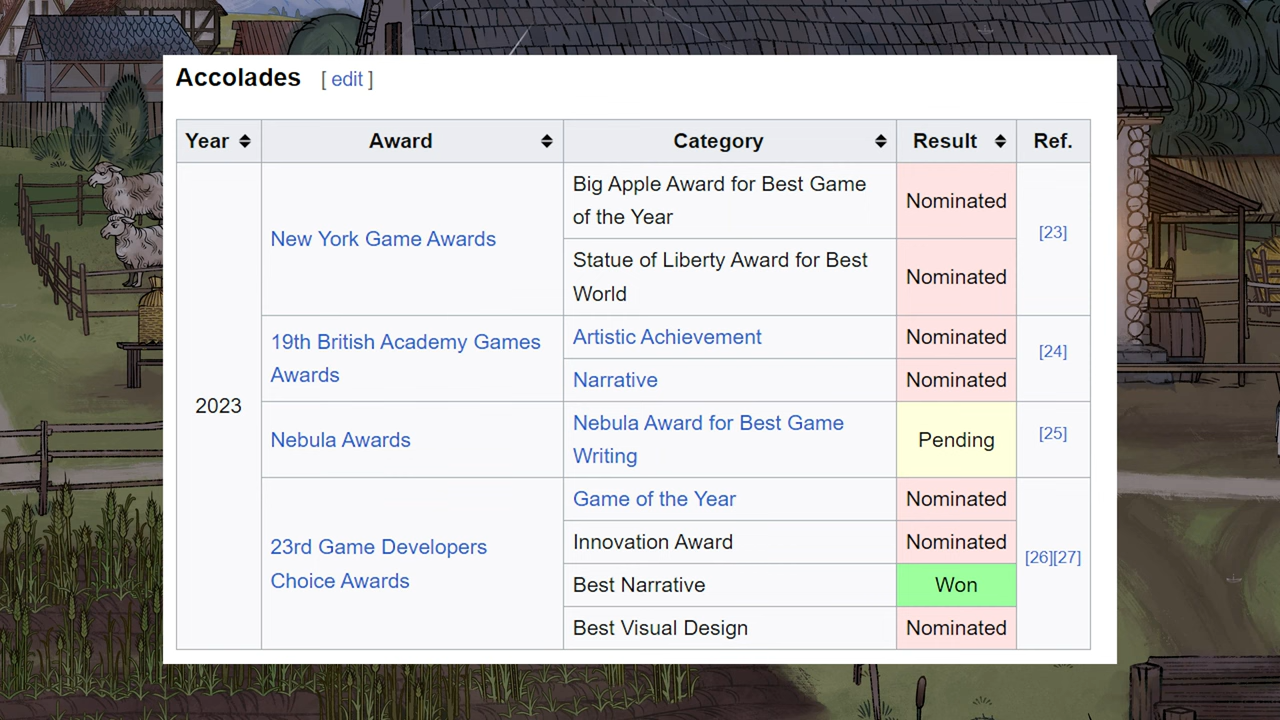 Accolades [ edit ]
Year Award Category Result Ref.
2023
New York Game Awards
Big Apple Award for Best Game
of the Year
Nominated
[23]
Statue of Liberty Award for Best
World
Nominated
19th British Academy Games
Awards
Artistic Achievement
Nominated
[24]
Narrative
Nominated
Nebula Awards
Nebula Award for Best Game
Writing
Pending
[25]
23rd Game Developers
Choice Awards
Game of the Year
Nominated
[26][27]
Innovation Award
Nominated
Best Narrative
Won
Best Visual Design
Nominated